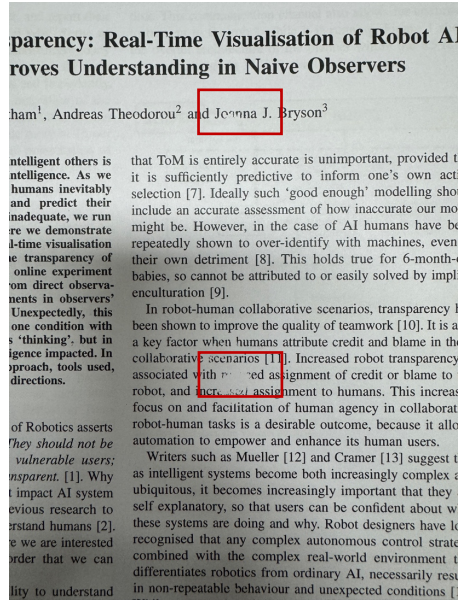 sparency: Real-Time Visualisation of Robot AI
roves Understanding in Naive Observers
tham¹, Andreas Theodorou² and J. Bryson³
ntelligent others is
ntelligence. As we
humans inevitably
and predict their
inadequate, we run
re we demonstrate
l-time visualisation
e transparency of
online experiment
om direct observa-
ments in observers'
Unexpectedly, this
one condition with
s 'thinking', but in
igence impacted. In
pproach, tools used,
directions.
of Robotics asserts
They should not be
vulnerable users;
nsparent. [1]. Why
t impact AI system
evious research to
erstand humans [2].
e we are interested
order that we can
lity to understand
that ToM is entirely accurate is unimportant, provided t
it is sufficiently predictive to inform one's own acti
selection [7]. Ideally such 'good enough' modelling shou
include an accurate assessment of how inaccurate our mo
might be. However, in the case of AI humans have be
repeatedly shown to over-identify with machines, even
their own detriment [8]. This holds true for 6-month-o
babies, so cannot be attributed to or easily solved by impli
enculturation [9].
In robot-human collaborative scenarios, transparency h
been shown to improve the quality of teamwork [10]. It is a
a key factor when humans attribute credit and blame in the
collaborative scenarios [11]. Increased robot transparency
associated with assignment of credit or blame to
robot, and assignment to humans. This increas
focus on and facilitation of human agency in collaborat
robot-human tasks is a desirable outcome, because it allo
automation to empower and enhance its human users.
Writers such as Mueller [12] and Cramer [13] suggest t
as intelligent systems become both increasingly complex a
ubiquitous, it becomes increasingly important that they
self explanatory, so that users can be confident about w
these systems are doing and why. Robot designers have lo
recognised that any complex autonomous control strate
combined with the complex real-world environment t
differentiates robotics from ordinary AI, necessarily resu
in non-repeatable behaviour and unexpected conditions [